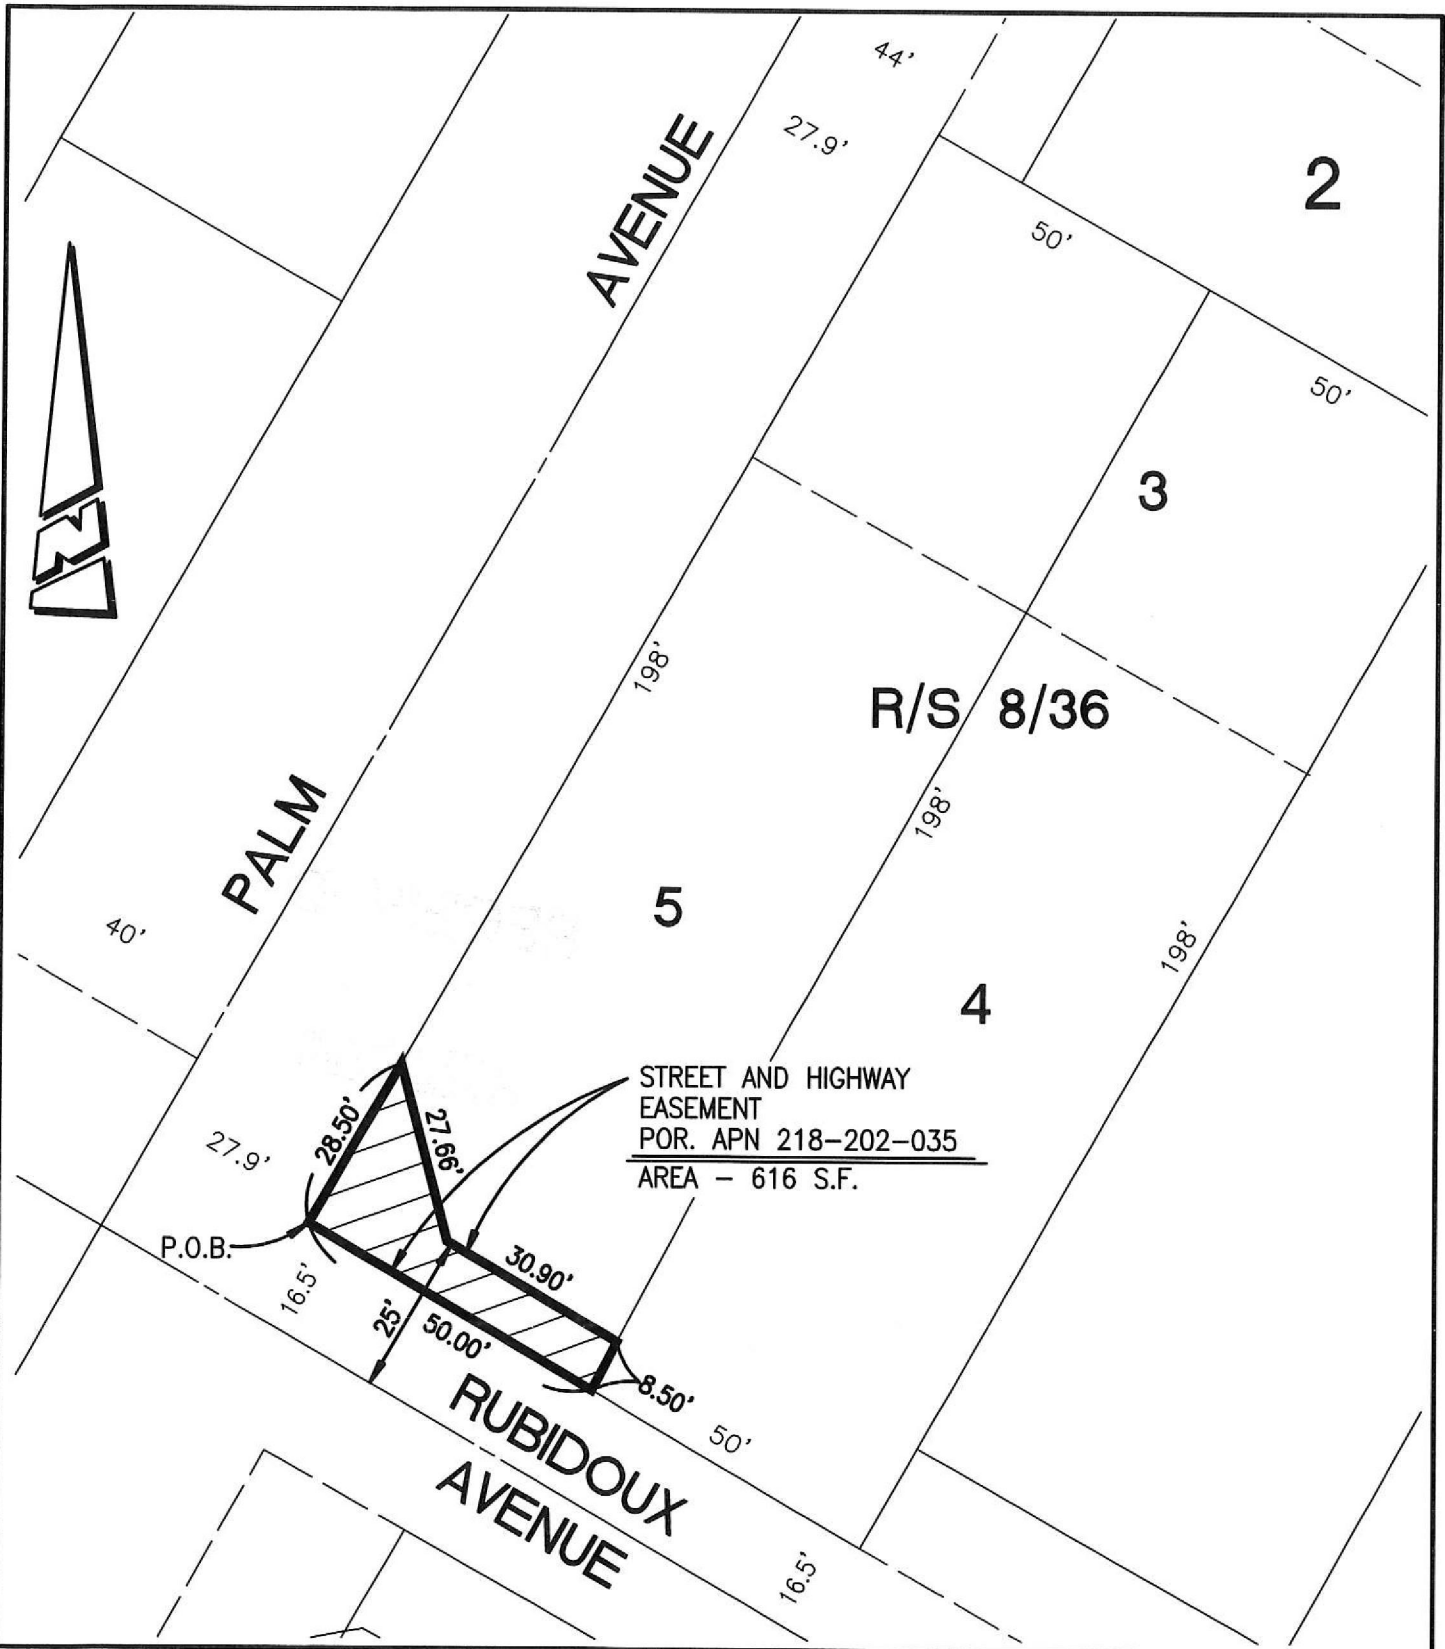 44'
27.9'
AVENUE
2
50'
50'
N
3
198'
R/S 8/36
198'
PALM
5
40'
198'
4
STREET AND HIGHWAY
EASEMENT
POR. APN 218-202-035
AREA - 616 S.F.
28.50'
27.66'
27.9'
P.O.B.
30.90'
16.5'
25'
50.00'
8.50'
RUBIDOUX
AVENUE
50'
16.5'